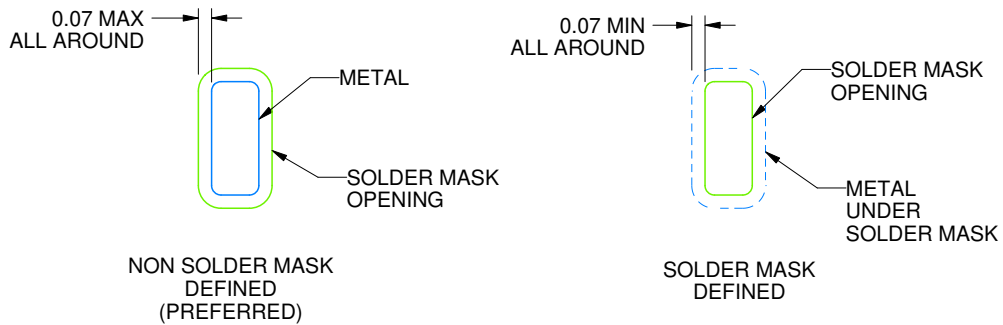 0.07 MAX
ALL AROUND
METAL
SOLDER MASK
OPENING
NON SOLDER MASK
DEFINED
(PREFERRED)
0.07 MIN
ALL AROUND
SOLDER MASK
OPENING
METAL
UNDER
SOLDER MASK
SOLDER MASK
DEFINED